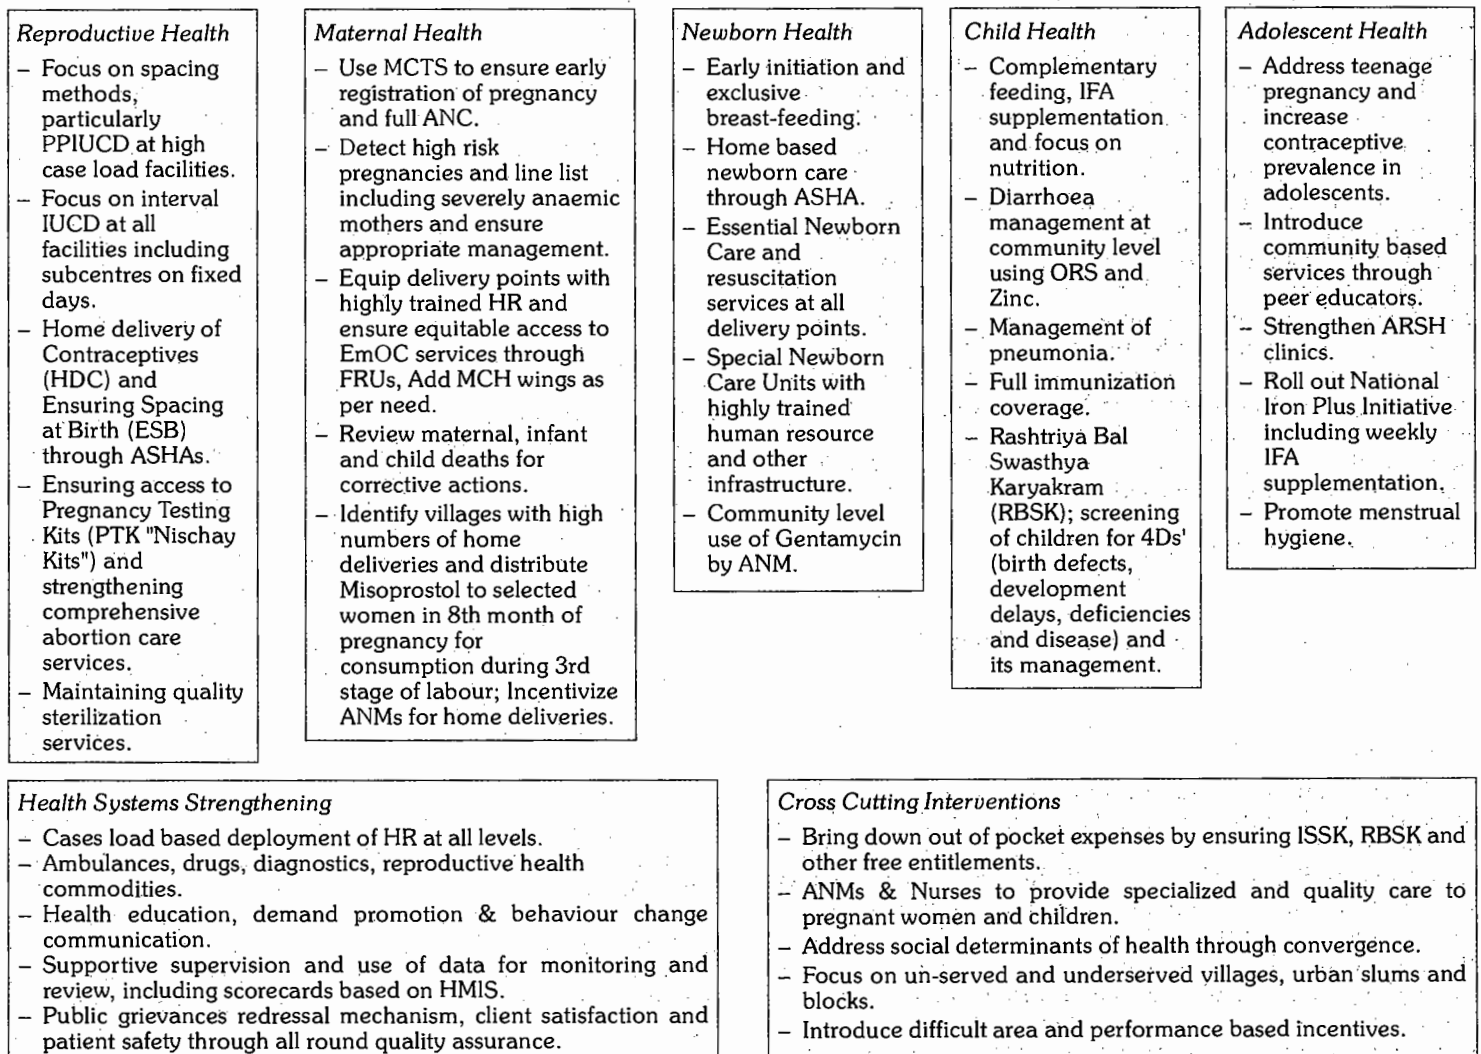 Reproductive Health
– Focus on spacing
methods,
particularly
PPIUCD at high
case load facilities.
– Focus on interval
IUCD at all
facilities including
subcentres on fixed
days.
– Home delivery of
Contraceptives
(HDC) and
Ensuring Spacing
at Birth (ESB)
through ASHAs.
– Ensuring access to
Pregnancy Testing
Kits (PTK "Nischay
Kits") and
strengthening
comprehensive
abortion care
services.
– Maintaining quality
sterilization
services.
Maternal Health
– Use MCTS to ensure early
registration of pregnancy
and full ANC.
– Detect high risk
pregnancies and line list
including severely anaemic
mothers and ensure
appropriate management.
– Equip delivery points with
highly trained HR and
ensure equitable access to
EmOC services through
FRUs, Add MCH wings as
per need.
– Review maternal, infant
and child deaths for
corrective actions.
– Identify villages with high
numbers of home
deliveries and distribute
Misoprostol to selected
women in 8th month of
pregnancy for
consumption during 3rd
stage of labour; Incentivize
ANMs for home deliveries.
Newborn Health
– Early initiation and
exclusive
breast-feeding.
– Home based
newborn care
through ASHA.
– Essential Newborn
Care and
resuscitation
services at all
delivery points.
– Special Newborn
Care Units with
highly trained
human resource
and other
infrastructure.
– Community level
use of Gentamycin
by ANM.
Child Health
– Complementary
feeding, IFA
supplementation
and focus on
nutrition.
– Diarrhoea
management at
community level
using ORS and
Zinc.
– Management of
pneumonia.
– Full immunization
coverage.
– Rashtriya Bal
Swasthya
Karyakram
(RBSK); screening
of children for 4Ds'
(birth defects,
development
delays, deficiencies
and disease) and
its management.
Adolescent Health
– Address teenage
pregnancy and
increase
contraceptive
prevalence in
adolescents.
– Introduce
community based
services through
peer educators.
– Strengthen ARSH
clinics.
– Roll out National
Iron Plus Initiative
including weekly
IFA
supplementation.
– Promote menstrual
hygiene.
Health Systems Strengthening
– Cases load based deployment of HR at all levels.
– Ambulances, drugs, diagnostics, reproductive health
commodities.
– Health education, demand promotion & behaviour change
communication.
– Supportive supervision and use of data for monitoring and
review, including scorecards based on HMIS.
– Public grievances redressal mechanism, client satisfaction and
patient safety through all round quality assurance.
Cross Cutting Interventions
– Bring down out of pocket expenses by ensuring ISSK, RBSK and
other free entitlements.
– ANMs & Nurses to provide specialized and quality care to
pregnant women and children.
– Address social determinants of health through convergence.
– Focus on un-served and underserved villages, urban slums and
blocks.
– Introduce difficult area and performance based incentives.